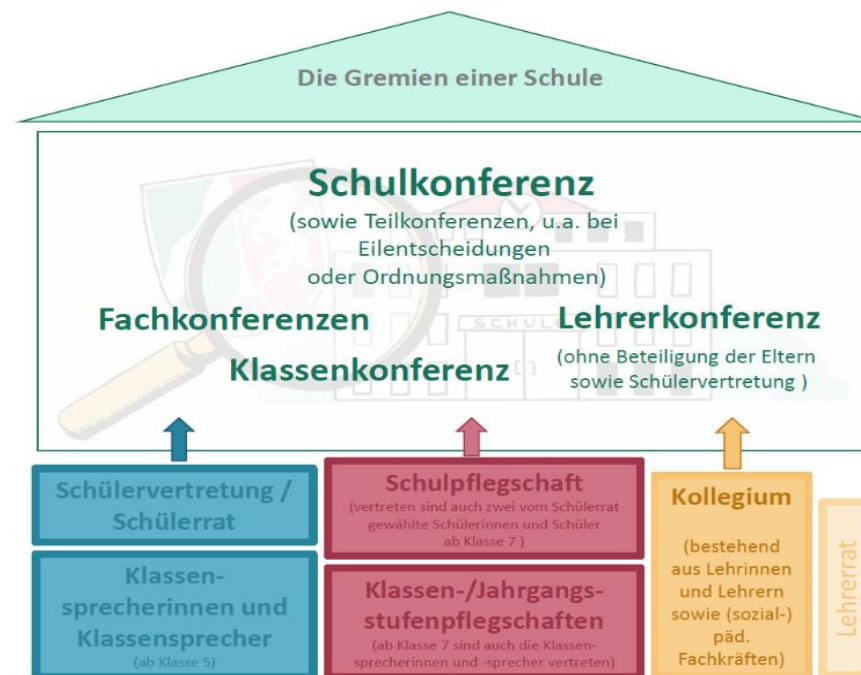 Die Gremien einer Schule
Schulkonferenz
(sowie Teilkonferenzen, u.a. bei
Eilentscheidungen
oder Ordnungsmaßnahmen)
Fachkonferenzen
Lehrerkonferenz
SCHULE
Klassenkonferenz
(ohne Beteiligung der Eltern
sowie Schülervertretung )
Schülervertretung /
Schülerrat
Klassen-
sprecherinnen und
Klassensprecher
(ab Klasse 5)
Schulpflegschaft
(vertreten sind auch zwei vom Schülerrat
gewählte Schülerinnen und Schüler
ab Klasse 7 )
Klassen-/Jahrgangs-
stufenpflegschaften
(ab Klasse 7 sind auch die Klassen-
sprecherinnen und -sprecher vertreten)
Kollegium
(bestehend
aus Lehrinnen
und Lehrern
sowie (sozial-)
päd.
Fachkräften)
Lehrerrat